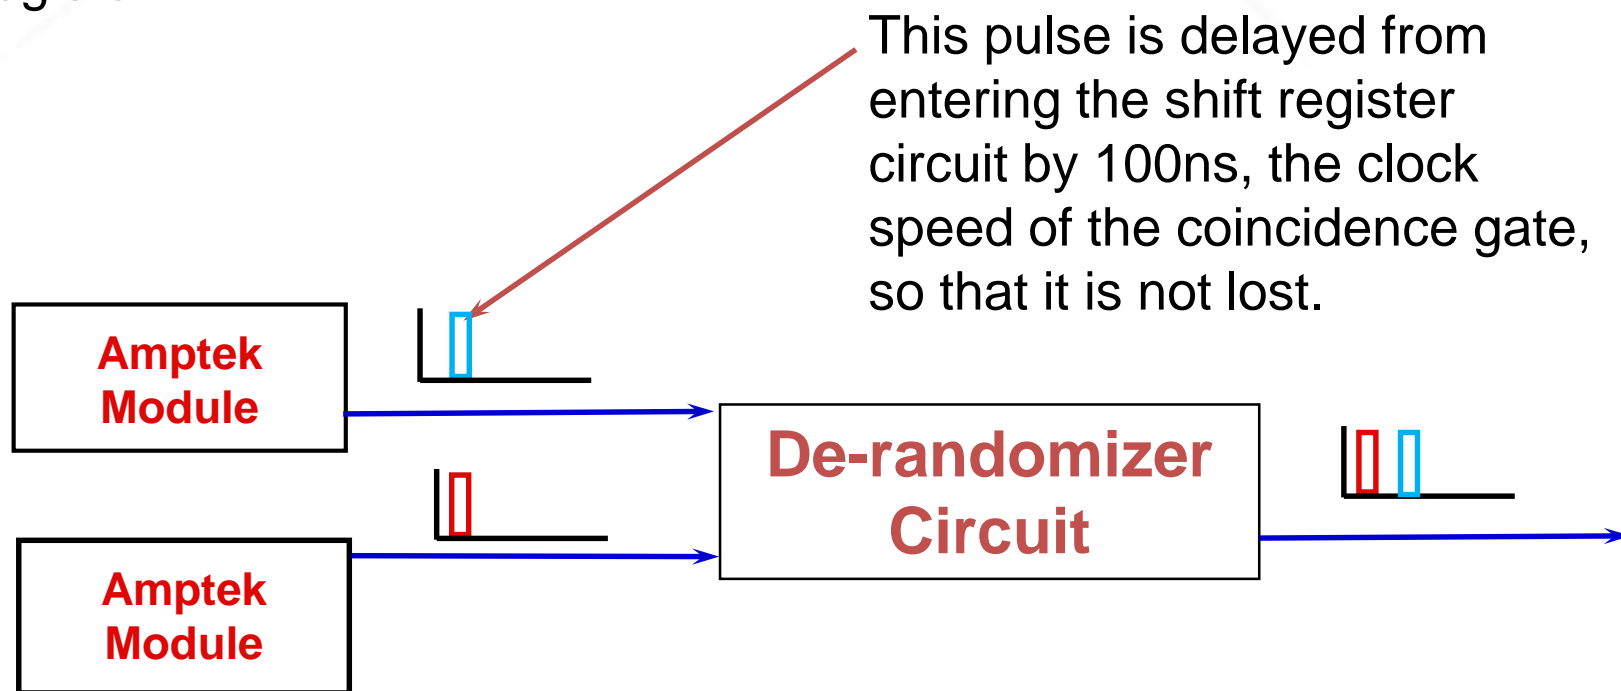 This pulse is delayed from
entering the shift register
circuit by 100ns, the clock
speed of the coincidence gate,
so that it is not lost.
Amptek
Module
De-randomizer
Circuit
Amptek
Module